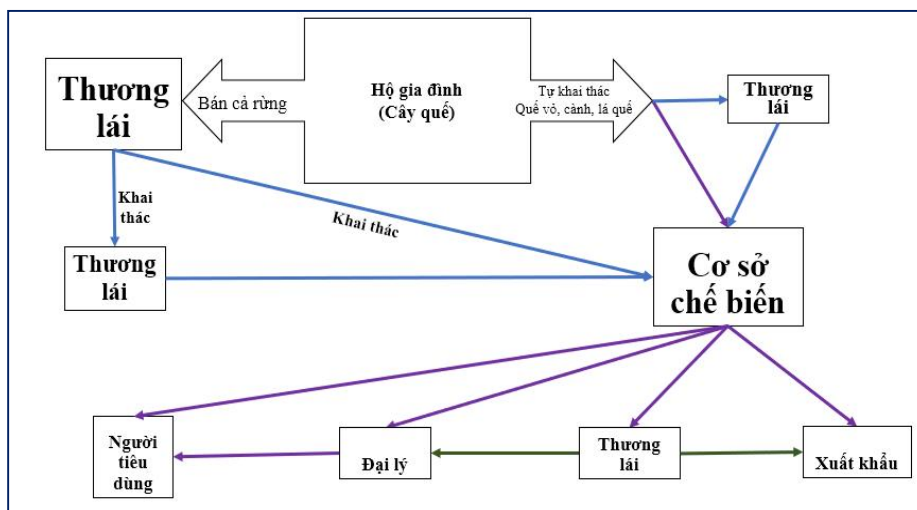 Thương
lái
Bán cả rừng
Hộ gia đình
(Cây quế)
Tự khai thác
Quế vỏ, cành, lá quế
Thương
lái
Khai
thác
Khai thác
Thương
lái
Cơ sở
chế biến
Người
tiêu
dùng
Đại lý
Thương
lái
Xuất khẩu